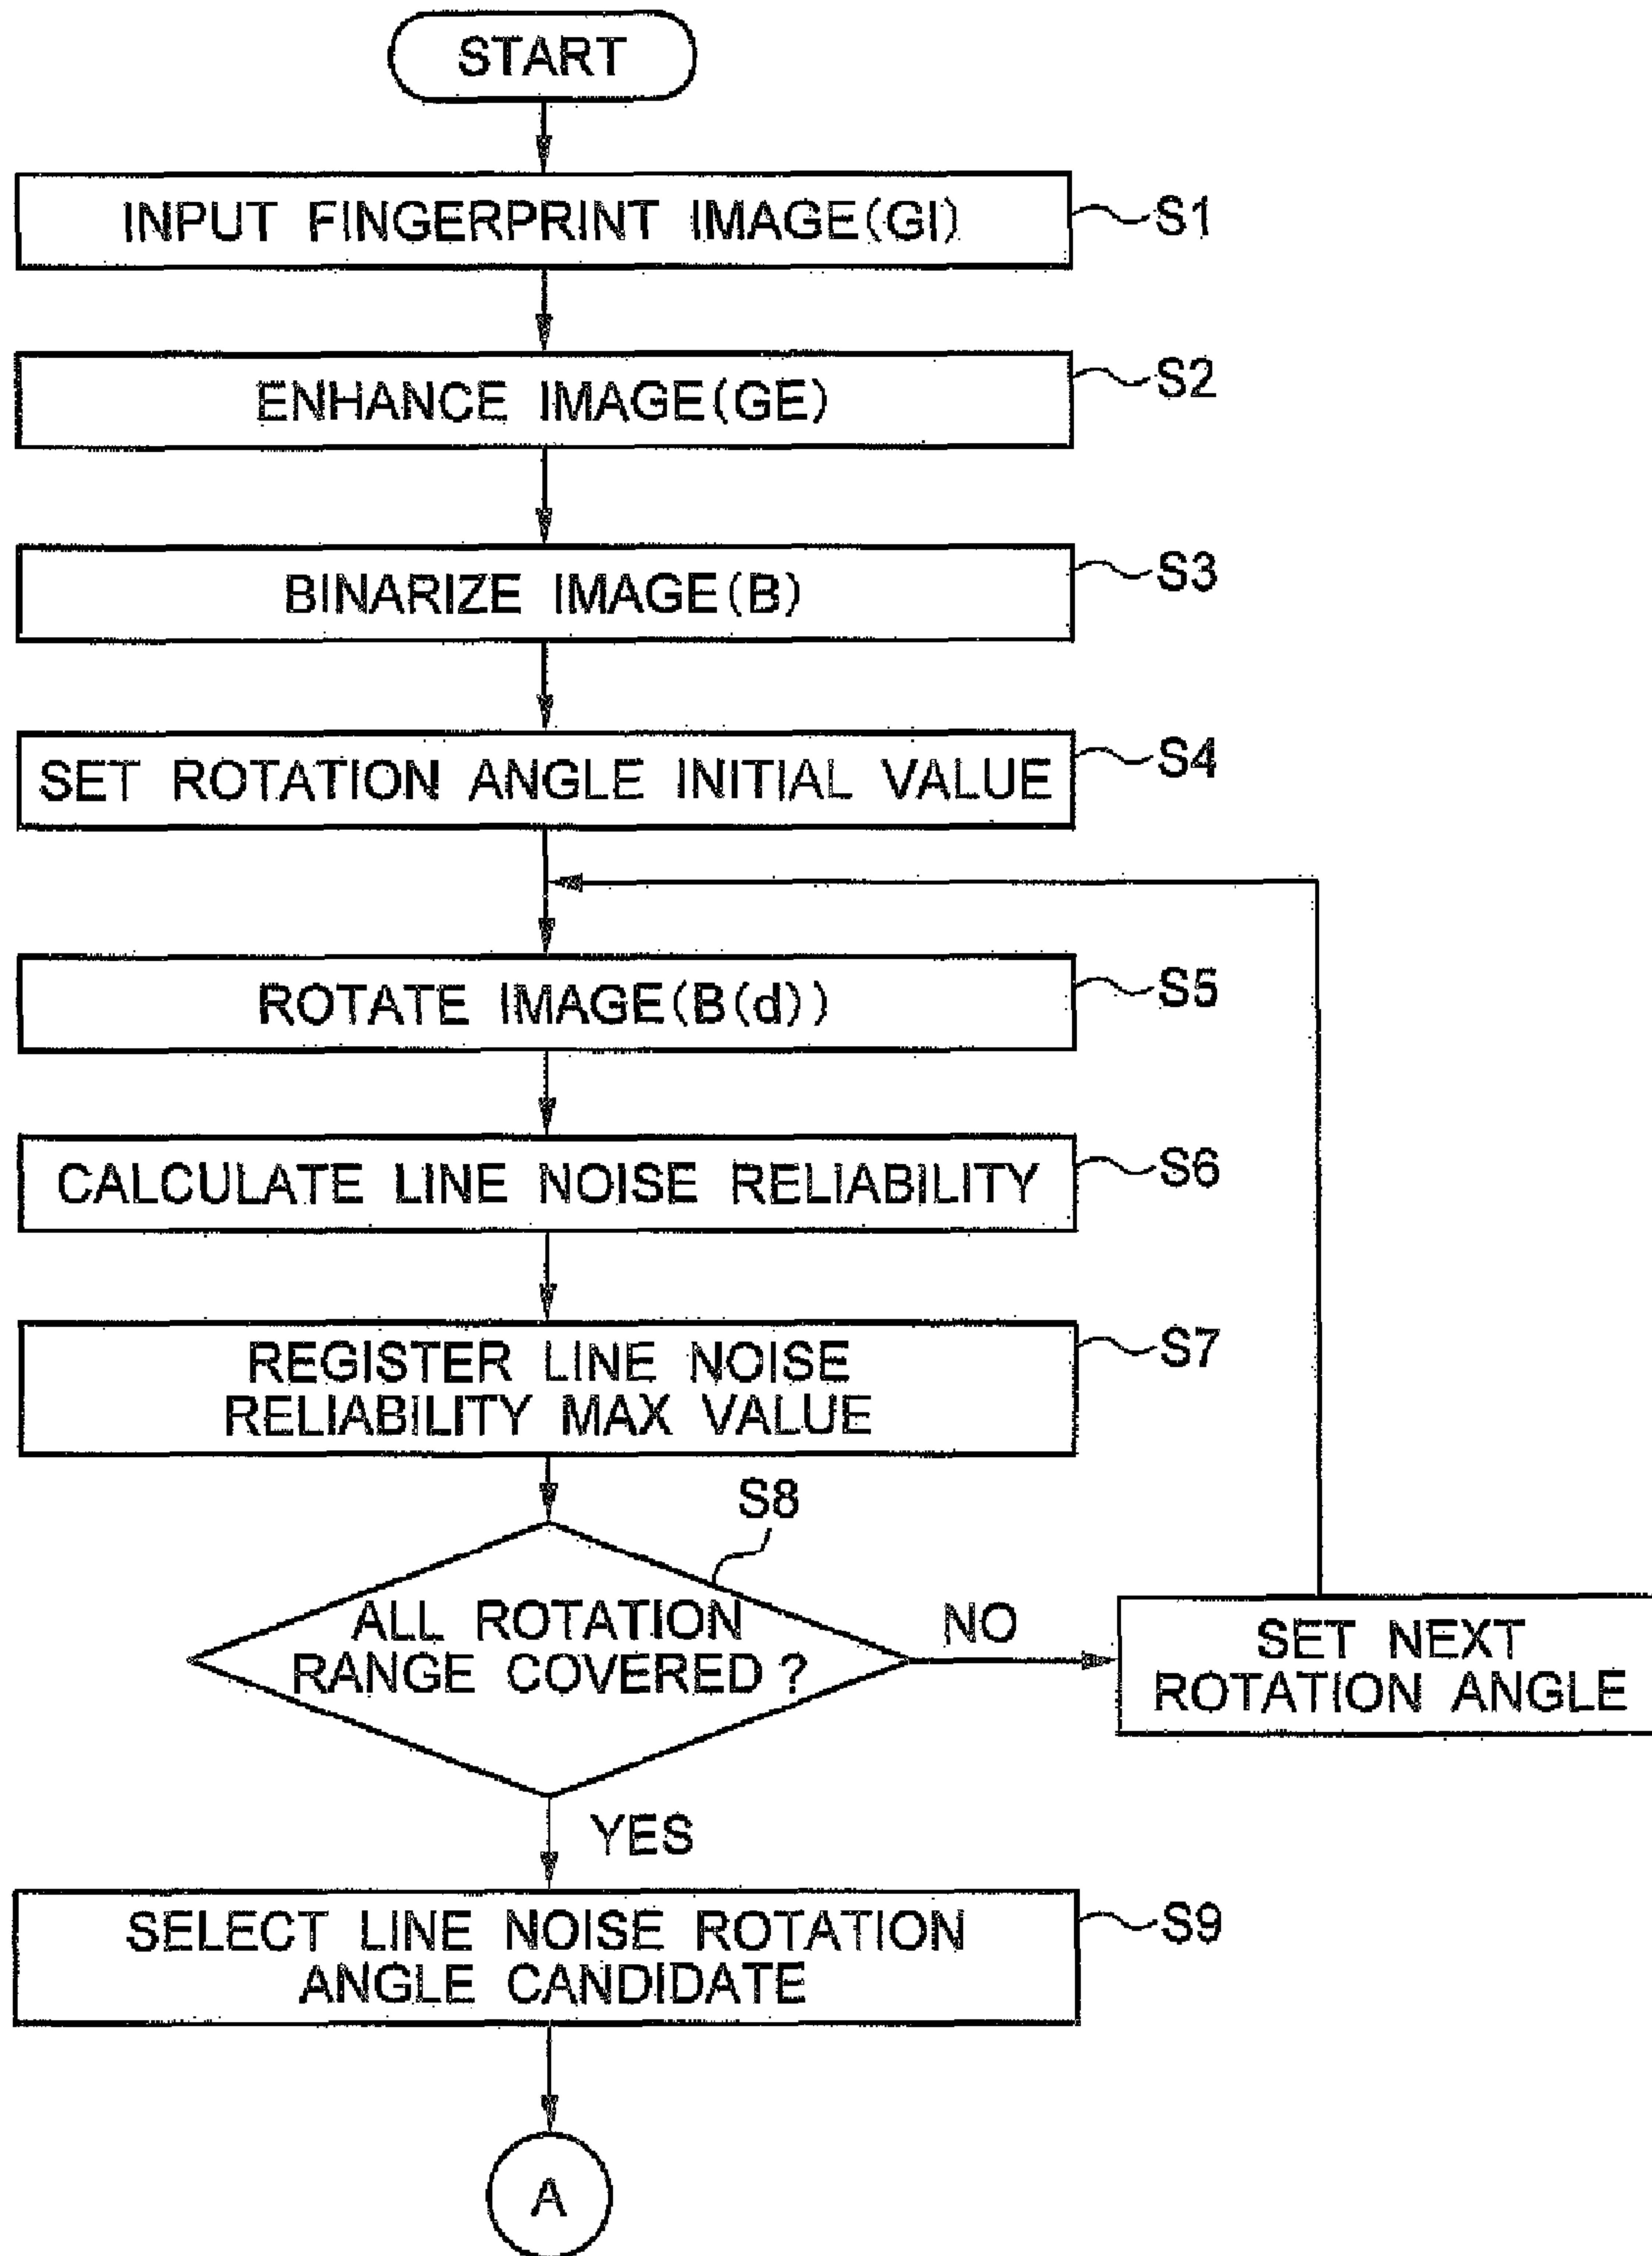 START
INPUT FINGERPRINT IMAGE(GI)
S1
ENHANCE IMAGE(GE)
S2
BINARIZE IMAGE(B)
S3
SET ROTATION ANGLE INITIAL VALUE
S4
ROTATE IMAGE(B(d))
S5
CALCULATE LINE NOISE RELIABILITY
S6
REGISTER LINE NOISE
RELIABILITY MAX VALUE
S7
S8
ALL ROTATION
RANGE COVERED ?
NO
SET NEXT
ROTATION ANGLE
YES
SELECT LINE NOISE ROTATION
ANGLE CANDIDATE
S9
A